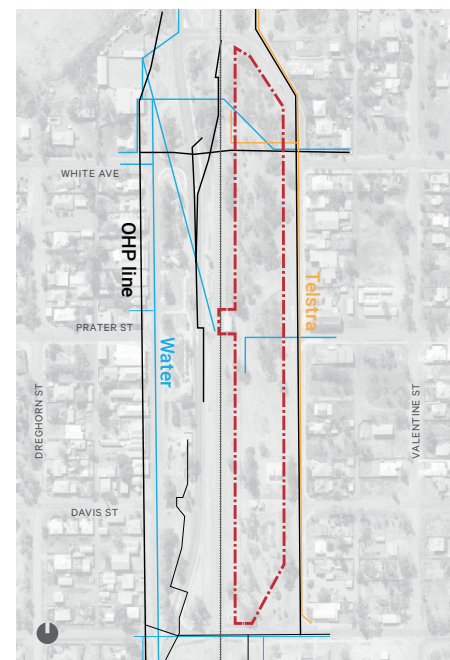 WHITE AVE
OHP line
Telstra
PRATER ST
Water
DREGHORN ST
VALENTINE ST
DAVIS ST